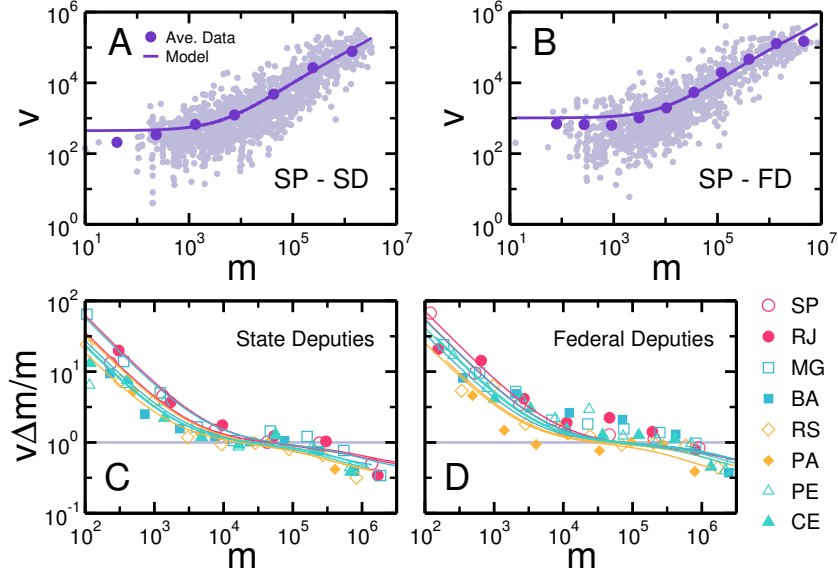 A
Ave. Data
Model
SP - SD
v
10^6
10^4
10^2
10^0
10^1
10^3
10^5
10^7
m
B
SP - FD
v
10^6
10^4
10^2
10^0
10^1
10^3
10^5
10^7
m
State Deputies
C
vΔm/m
10^2
10^1
10^0
10^-1
10^2
10^3
10^4
10^5
10^6
m
Federal Deputies
D
10^2
10^3
10^4
10^5
10^6
m
SP
RJ
MG
BA
RS
PA
PE
CE